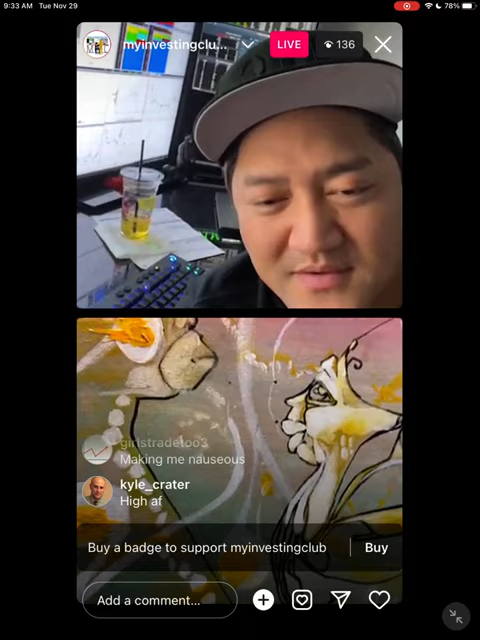 9:33 AM Tue Nov 29
78%
myinvestingclu...
LIVE
136
girlstradetoo3
Making me nauseous
kyle_crater
High af
Buy a badge to support myinvestingclub
Buy
Add a comment...